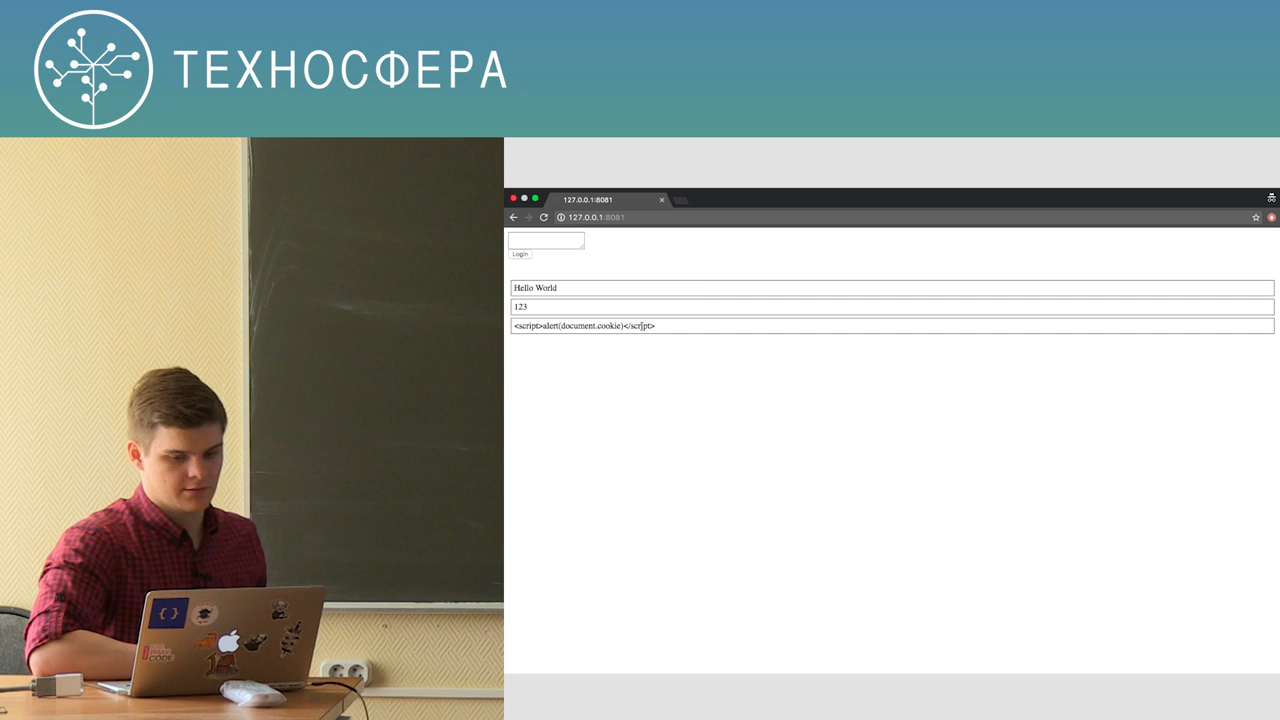 ТЕХНОСФЕРА
127.0.0.1:8081
127.0.0.1:8081
Login
Hello World
123
<script>alert(document.cookie)</script>
{ }
CODE